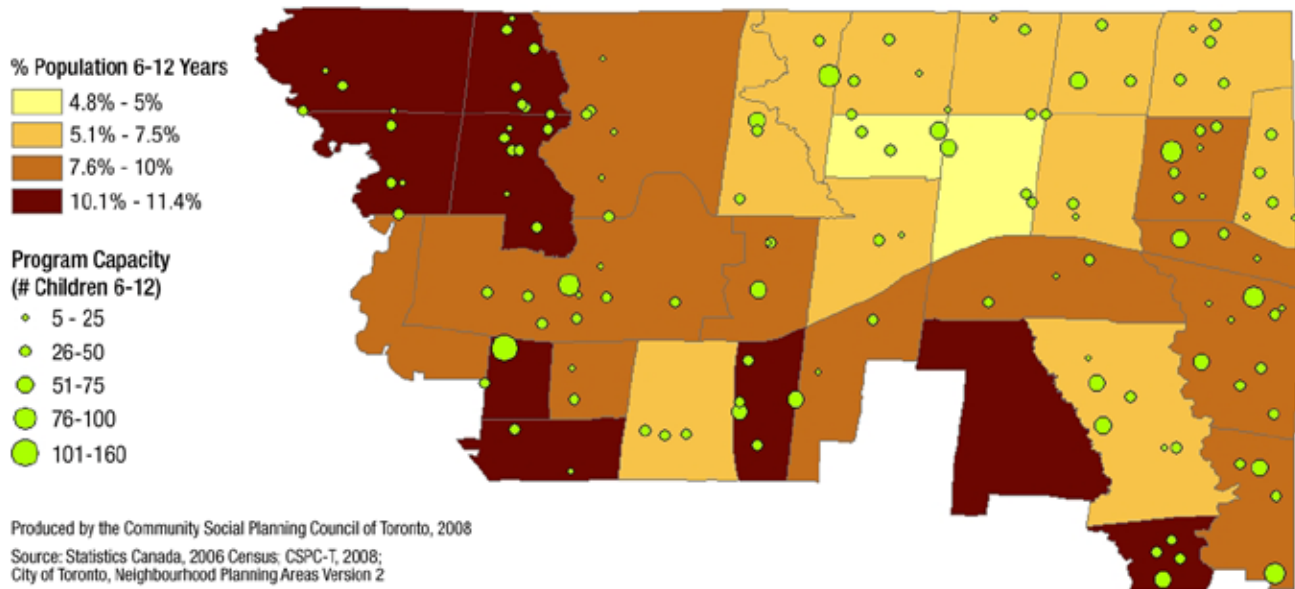 % Population 6-12 Years
4.8% - 5%
5.1% - 7.5%
7.6% - 10%
10.1% - 11.4%
Program Capacity
(# Children 6-12)
5 - 25
26-50
51-75
76-100
101-160
Produced by the Community Social Planning Council of Toronto, 2008
Source: Statistics Canada, 2006 Census; CSPC-T, 2008;
City of Toronto, Neighbourhood Planning Areas Version 2